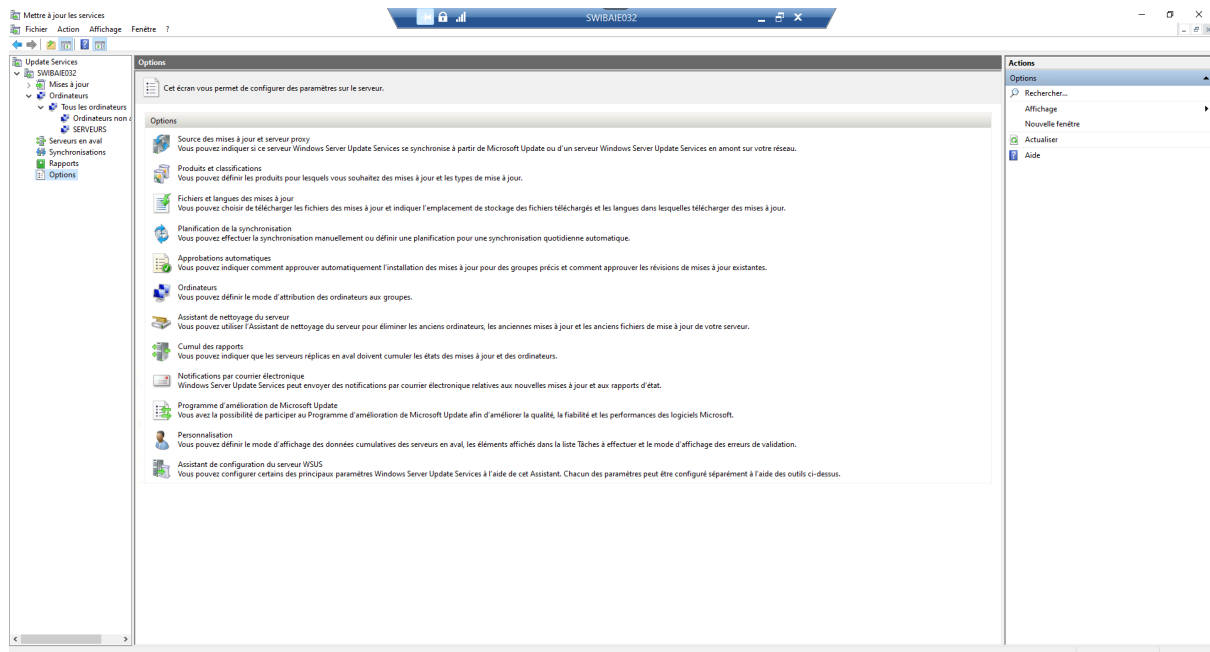 Mettre à jour les services
SWIBAIE032
Fichier Action Affichage Fenêtre ?
Update Services
SWIBAIE032
Mises à jour
Ordinateurs
Tous les ordinateurs
Ordinateurs non a
SERVEURS
Serveurs en aval
Synchronisations
Rapports
Options
Options
Cet écran vous permet de configurer des paramètres sur le serveur.
Options
Source des mises à jour et serveur proxy
Vous pouvez indiquer si ce serveur Windows Server Update Services se synchronise à partir de Microsoft Update ou d'un serveur Windows Server Update Services en amont sur votre réseau.
Produits et classifications
Vous pouvez définir les produits pour lesquels vous souhaitez des mises à jour et les types de mise à jour.
Fichiers et langues des mises à jour
Vous pouvez choisir de télécharger les fichiers des mises à jour et indiquer l'emplacement de stockage des fichiers téléchargés et les langues dans lesquelles télécharger des mises à jour.
Planification de la synchronisation
Vous pouvez effectuer la synchronisation manuellement ou définir une planification pour une synchronisation quotidienne automatique.
Approbations automatiques
Vous pouvez indiquer comment approuver automatiquement l'installation des mises à jour pour des groupes précis et comment approuver les révisions de mises à jour existantes.
Ordinateurs
Vous pouvez définir le mode d'attribution des ordinateurs aux groupes.
Assistant de nettoyage du serveur
Vous pouvez utiliser l'Assistant de nettoyage du serveur pour éliminer les anciens ordinateurs, les anciennes mises à jour et les anciens fichiers de mise à jour de votre serveur.
Cumul des rapports
Vous pouvez indiquer que les serveurs réplicas en aval doivent cumuler les états des mises à jour et des ordinateurs.
Notifications par courrier électronique
Windows Server Update Services peut envoyer des notifications par courrier électronique relatives aux nouvelles mises à jour et aux rapports d'état.
Programme d'amélioration de Microsoft Update
Vous avez la possibilité de participer au Programme d'amélioration de Microsoft Update afin d'améliorer la qualité, la fiabilité et les performances des logiciels Microsoft.
Personnalisation
Vous pouvez définir le mode d'affichage des données cumulatives des serveurs en aval, les éléments affichés dans la liste Tâches à effectuer et le mode d'affichage des erreurs de validation.
Assistant de configuration du serveur WSUS
Vous pouvez configurer certains des principaux paramètres Windows Server Update Services à l'aide de cet Assistant. Chacun des paramètres peut être configuré séparément à l'aide des outils ci-dessus.
Actions
Options
Rechercher...
Affichage
Nouvelle fenêtre
Actualiser
Aide